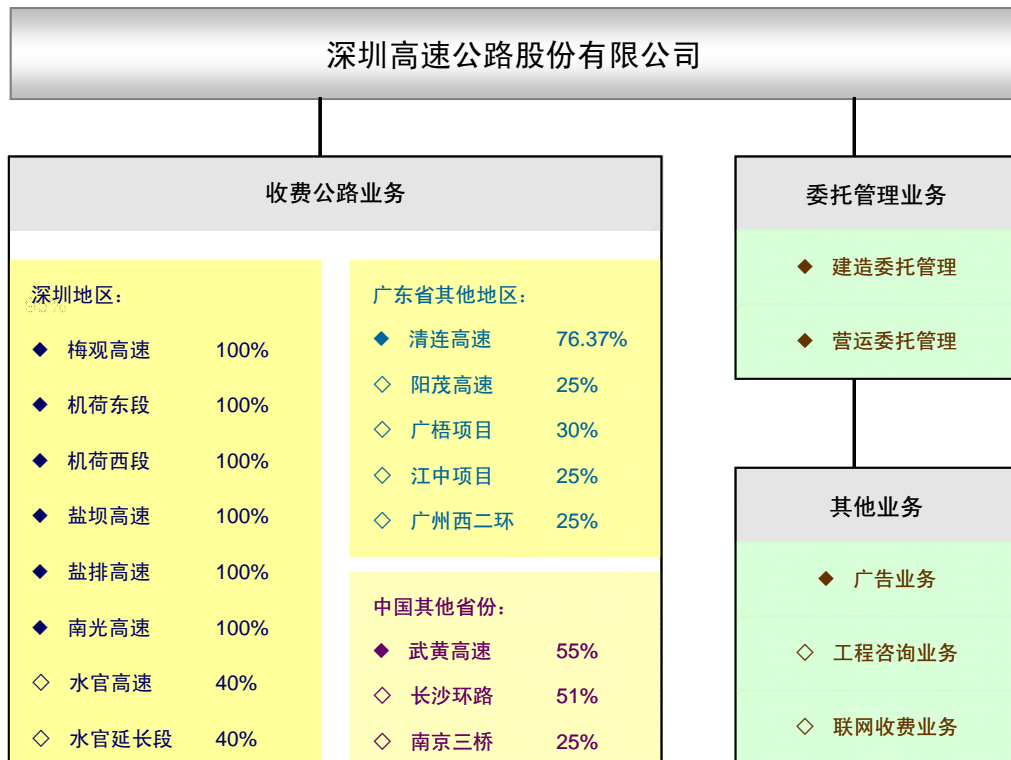 深圳高速公路股份有限公司
收费公路业务
深圳地区：
◆ 梅观高速 100%
◆ 机荷东段 100%
◆ 机荷西段 100%
◆ 盐坝高速 100%
◆ 盐排高速 100%
◆ 南光高速 100%
◇ 水官高速 40%
◇ 水官延长段 40%
广东省其他地区：
◆ 清连高速 76.37%
◇ 阳茂高速 25%
◇ 广梧项目 30%
◇ 江中项目 25%
◇ 广州西二环 25%
中国其他省份：
◆ 武黄高速 55%
◇ 长沙环路 51%
◇ 南京三桥 25%
委托管理业务
◆ 建造委托管理
◆ 营运委托管理
其他业务
◆ 广告业务
◇ 工程咨询业务
◇ 联网收费业务